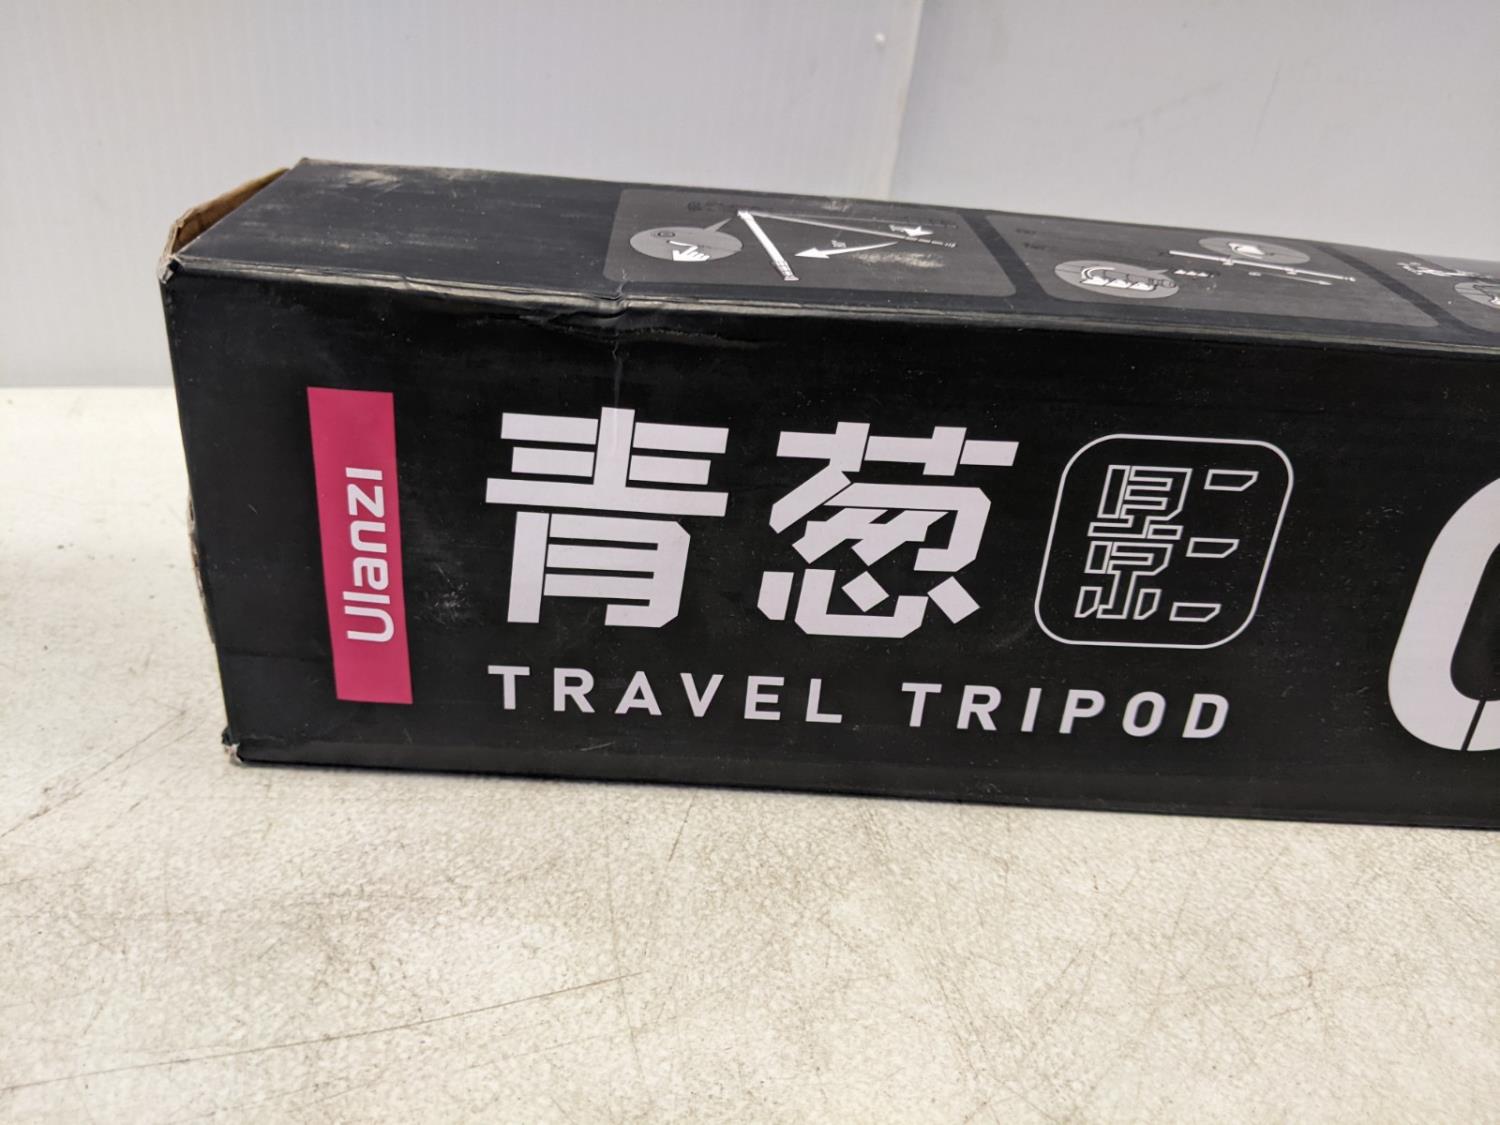 Ulanzi
青葱
TRAVEL TRIPOD